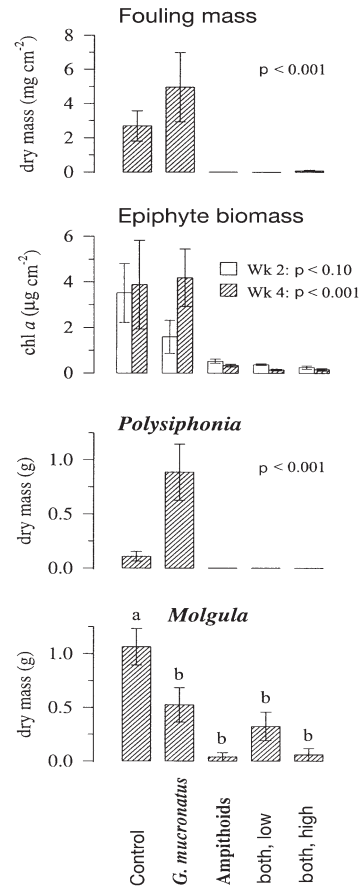 Fouling mass
8
6
4
2
0
dry mass (mg cm⁻²)
p < 0.001
Epiphyte biomass
6
4
2
0
chl a (µg cm⁻²)
Wk 2: p < 0.10
Wk 4: p < 0.001
Polysiphonia
1.0
0.5
0.0
dry mass (g)
p < 0.001
Molgula
1.0
0.5
0.0
dry mass (g)
a
b
b
b
b
Control
G. mucronatus
Ampithoids
both, low
both, high